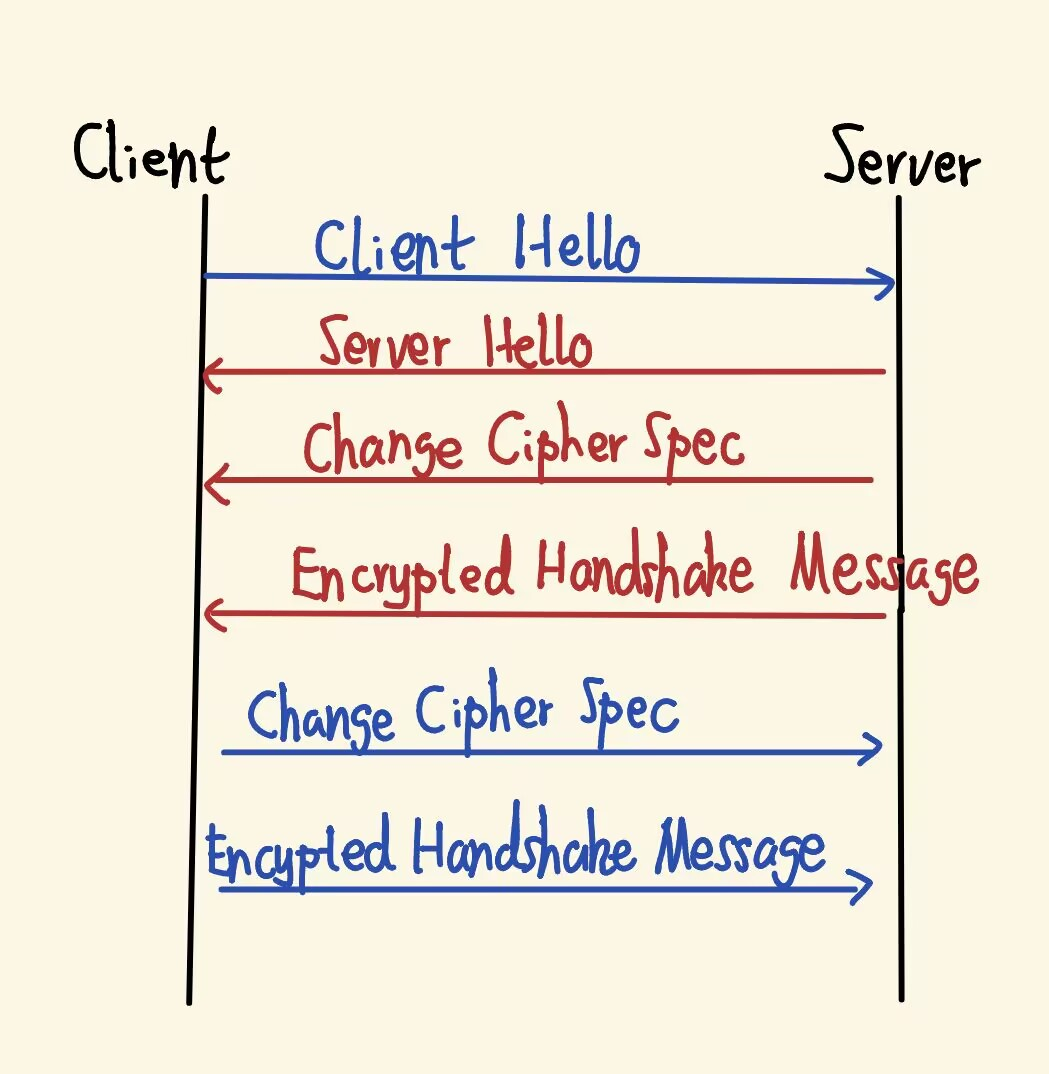 Client
Server
Client Hello
Server Hello
Change Cipher Spec
Encrypted Handshake Message
Change Cipher Spec
Encypted Handshake Message